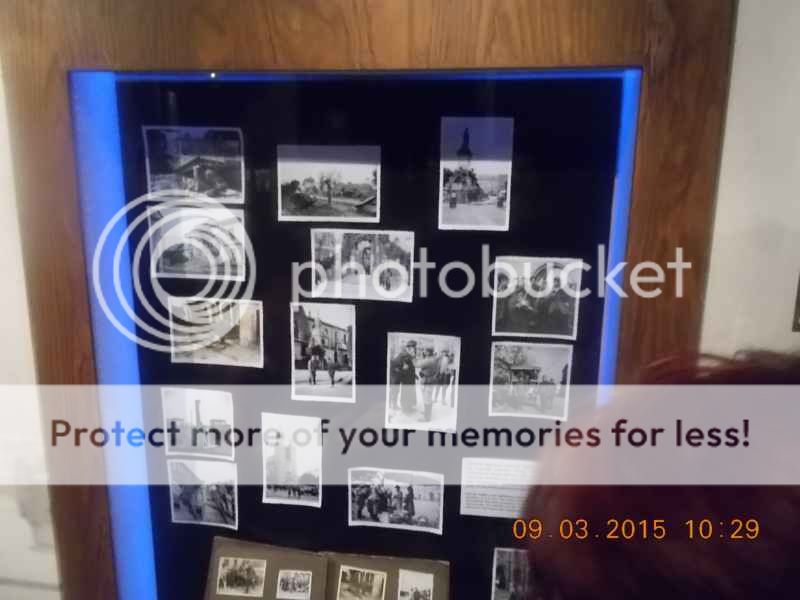 photobucket
Protect more of your memories for less!
09.03.2015 10:29